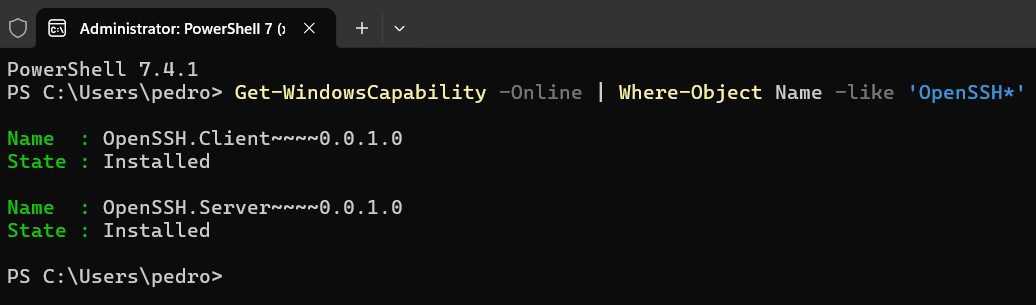 Administrator: PowerShell 7 (x
PowerShell 7.4.1
PS C:\Users\pedro> Get-WindowsCapability -Online | Where-Object Name -like 'OpenSSH*'
Name  : OpenSSH.Client~~~~0.0.1.0
State : Installed
Name  : OpenSSH.Server~~~~0.0.1.0
State : Installed
PS C:\Users\pedro>